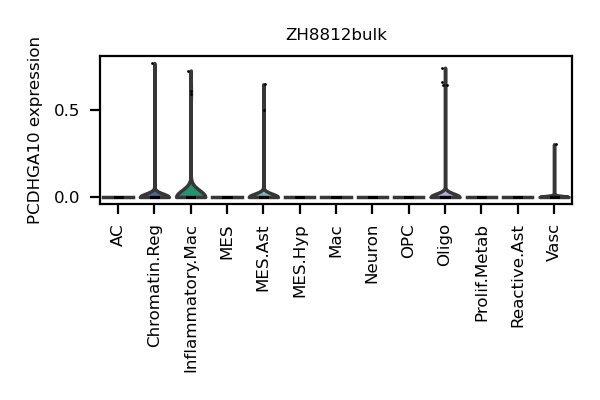 ZH8812bulk
PCDHGA10 expression
0.5
0.0
AC
Chromatin.Reg
Inflammatory.Mac
MES
MES.Ast
MES.Hyp
Mac
Neuron
OPC
Oligo
Prolif.Metab
Reactive.Ast
Vasc